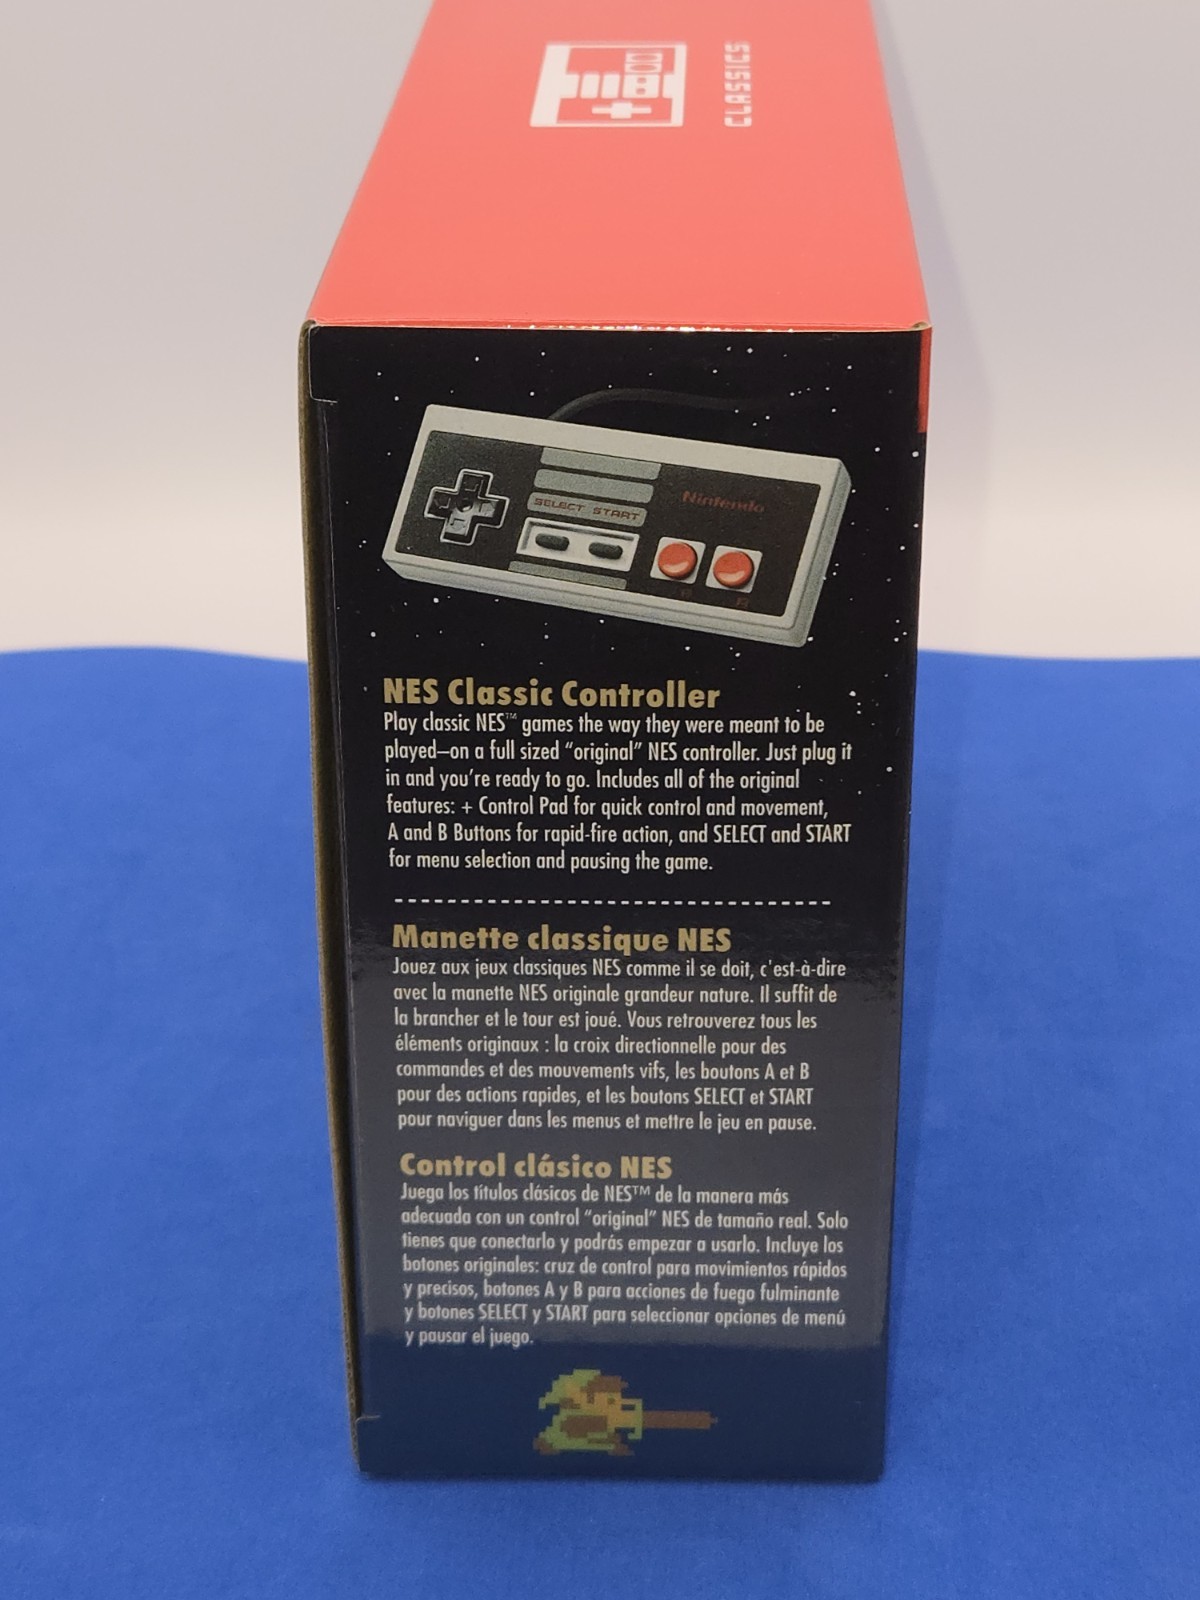 CLASSICS
SELECT START
Nintendo
B
NES Classic Controller
Play classic NES™ games the way they were meant to be
played—on a full sized “original” NES controller. Just plug it
in and you’re ready to go. Includes all of the original
features: + Control Pad for quick control and movement,
A and B Buttons for rapid-fire action, and SELECT and START
for menu selection and pausing the game.
Manette classique NES
Jouez aux jeux classiques NES comme il se doit, c'est-à-dire
avec la manette NES originale grandeur nature. Il suffit de
la brancher et le tour est joué. Vous retrouverez tous les
éléments originaux : la croix directionnelle pour des
commandes et des mouvements vifs, les boutons A et B
pour des actions rapides, et les boutons SELECT et START
pour naviguer dans les menus et mettre le jeu en pause.
Control clásico NES
Juega los títulos clásicos de NES™ de la manera más
adecuada con un control “original” NES de tamaño real. Solo
tienes que conectarlo y podrás empezar a usarlo. Incluye los
botones originales: cruz de control para movimientos rápidos
y precisos, botones A y B para acciones de fuego fulminante
y botones SELECT y START para seleccionar opciones de menú
y pausar el juego.